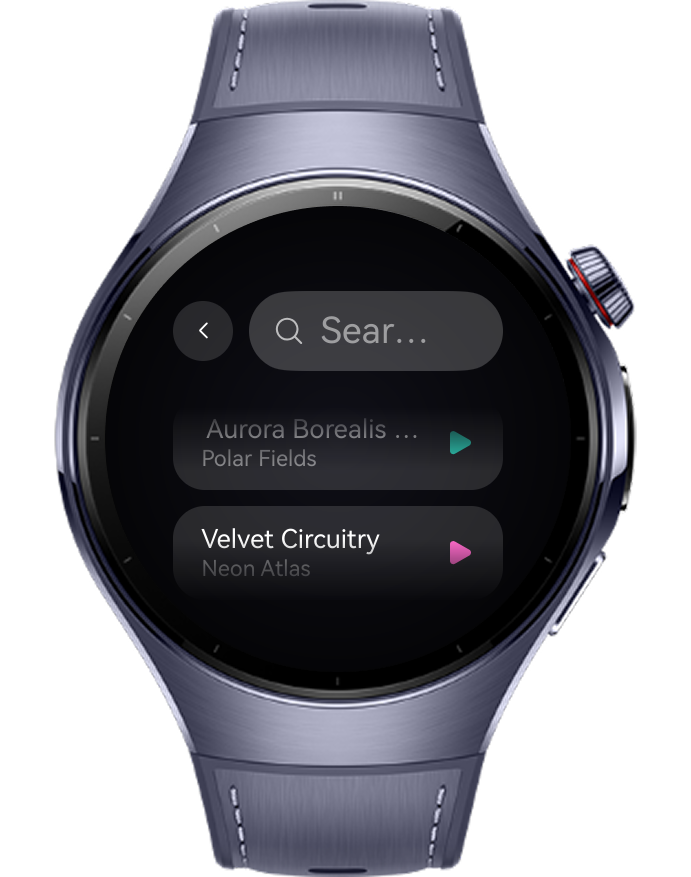 Sear...
Aurora Borealis ...
Polar Fields
Velvet Circuitry
Neon Atlas